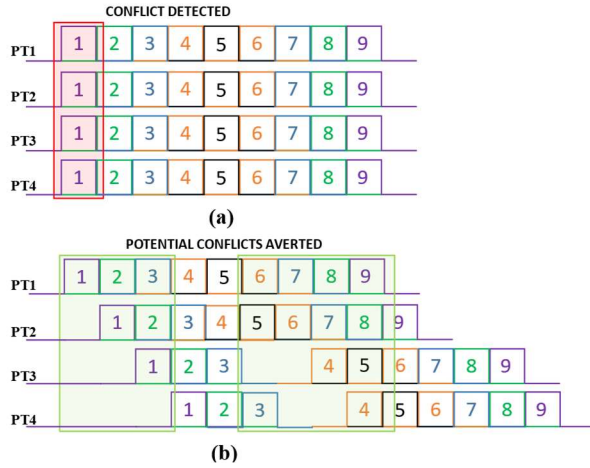 CONFLICT DETECTED
PT1 1 2 3 4 5 6 7 8 9
PT2 1 2 3 4 5 6 7 8 9
PT3 1 2 3 4 5 6 7 8 9
PT4 1 2 3 4 5 6 7 8 9
(a)
POTENTIAL CONFLICTS AVERTED
PT1 1 2 3 4 5 6 7 8 9
PT2 1 2 3 4 5 6 7 8 9
PT3 1 2 3 4 5 6 7 8 9
PT4 1 2 3 4 5 6 7 8 9
(b)